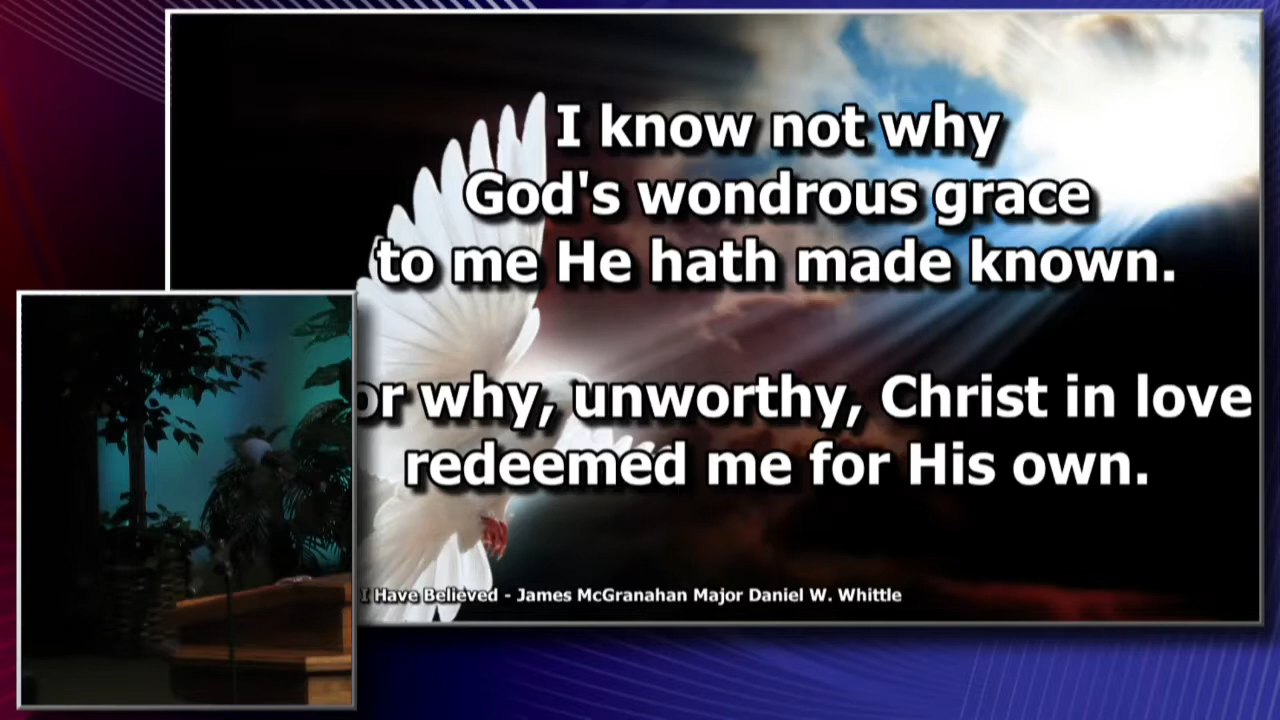 I know not why
God's wondrous grace
to me He hath made known.
or why, unworthy, Christ in love
redeemed me for His own.
I Have Believed - James McGranahan Major Daniel W. Whittle